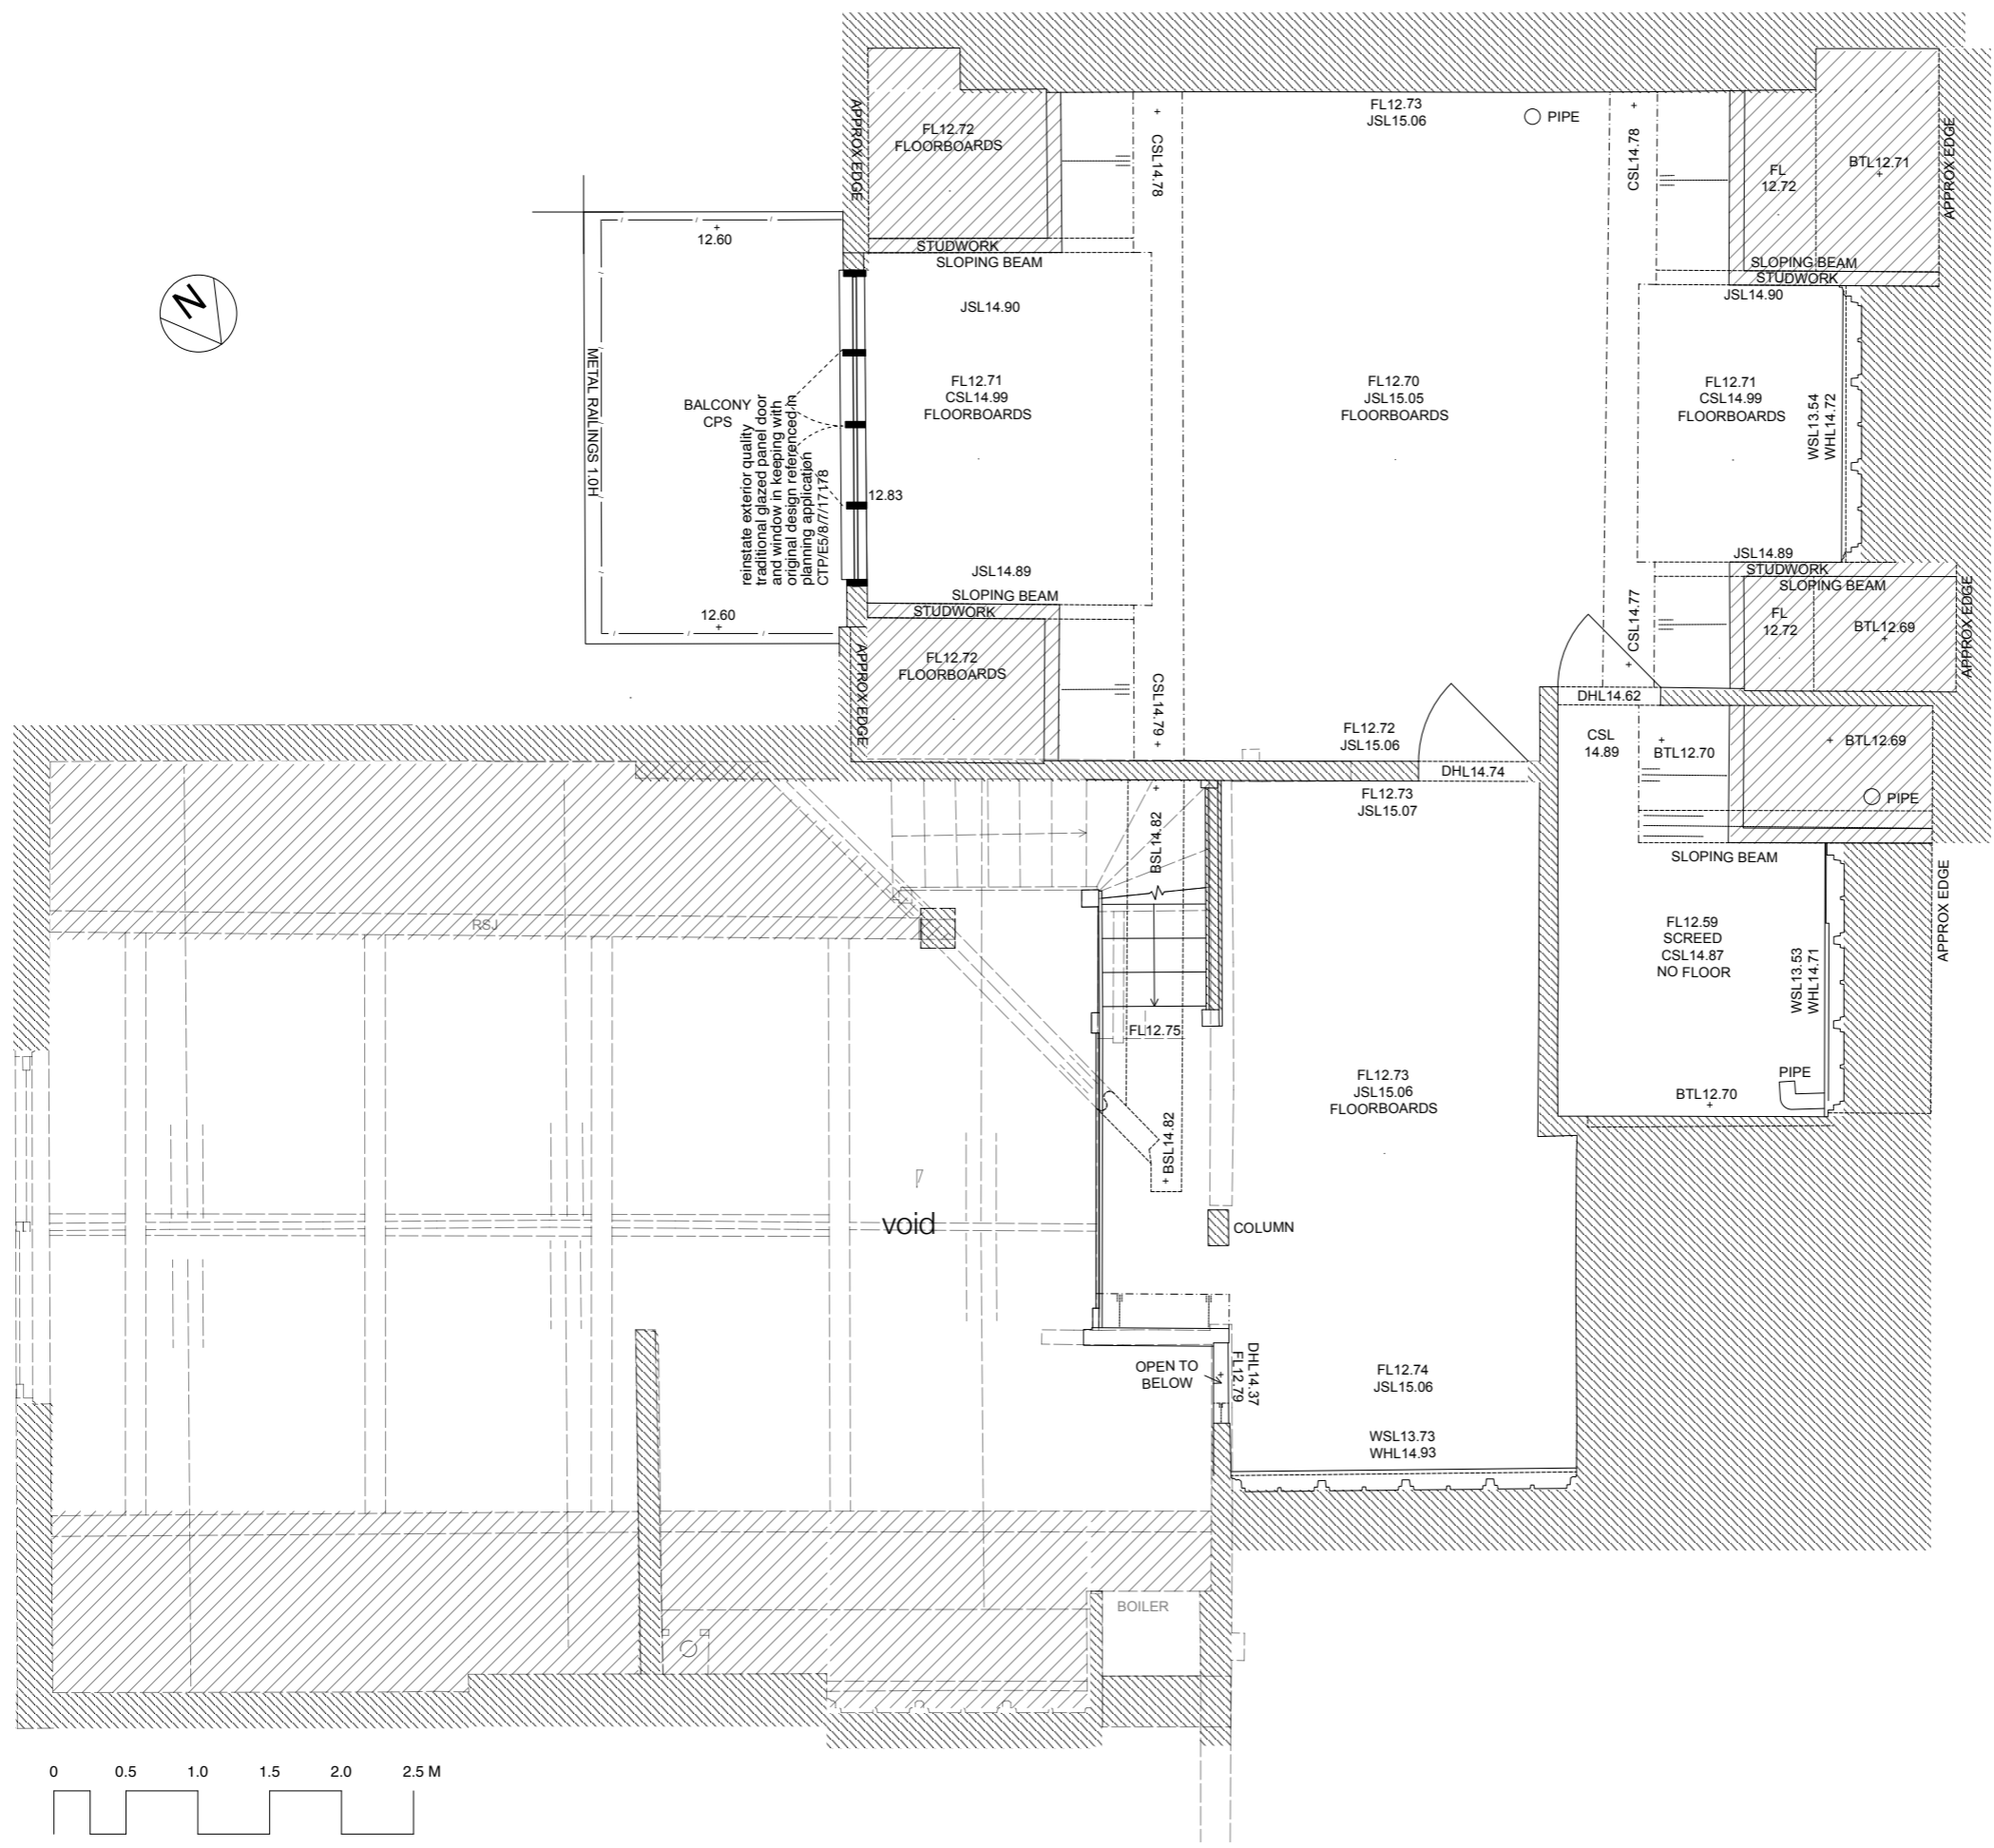 FL12.73
JSL15.06
PIPE
FL12.72
FLOORBOARDS
APPROX EDGE
CSL14.78
CSL14.78
FL
12.72
BTL12.71
APPROX EDGE
STUDWORK
SLOPING BEAM
12.60
SLOPING BEAM
STUDWORK
JSL14.90
JSL14.90
N
METAL RAILINGS 1.0H
BALCONY
CPS
reinstate exterior quality
traditional glazed panel door
and window in keeping with
original design referenced in
planning application
CTP/E5/8/7/17178
FL12.71
CSL14.99
FLOORBOARDS
FL12.70
JSL15.05
FLOORBOARDS
FL12.71
CSL14.99
FLOORBOARDS
WSL13.54
WHL14.72
12.83
JSL14.89
SLOPING BEAM
STUDWORK
JSL14.89
STUDWORK
SLOPING BEAM
12.60
FL
12.72
BTL12.69
APPROX EDGE
CSL14.77
FL12.72
FLOORBOARDS
APPROX EDGE
CSL14.79
DHL14.62
FL12.72
JSL15.06
CSL
14.89
BTL12.70
BTL12.69
DHL14.74
FL12.73
JSL15.07
PIPE
BSL14.82
SLOPING BEAM
APPROX EDGE
RSJ
FL12.59
SCREED
CSL14.87
NO FLOOR
WSL13.53
WHL14.71
FL12.75
PIPE
BTL12.70
FL12.73
JSL15.06
FLOORBOARDS
BSL14.82
void
COLUMN
OPEN TO
BELOW
DHL14.37
FL12.79
FL12.74
JSL15.06
WSL13.73
WHL14.93
BOILER
0 0.5 1.0 1.5 2.0 2.5 M